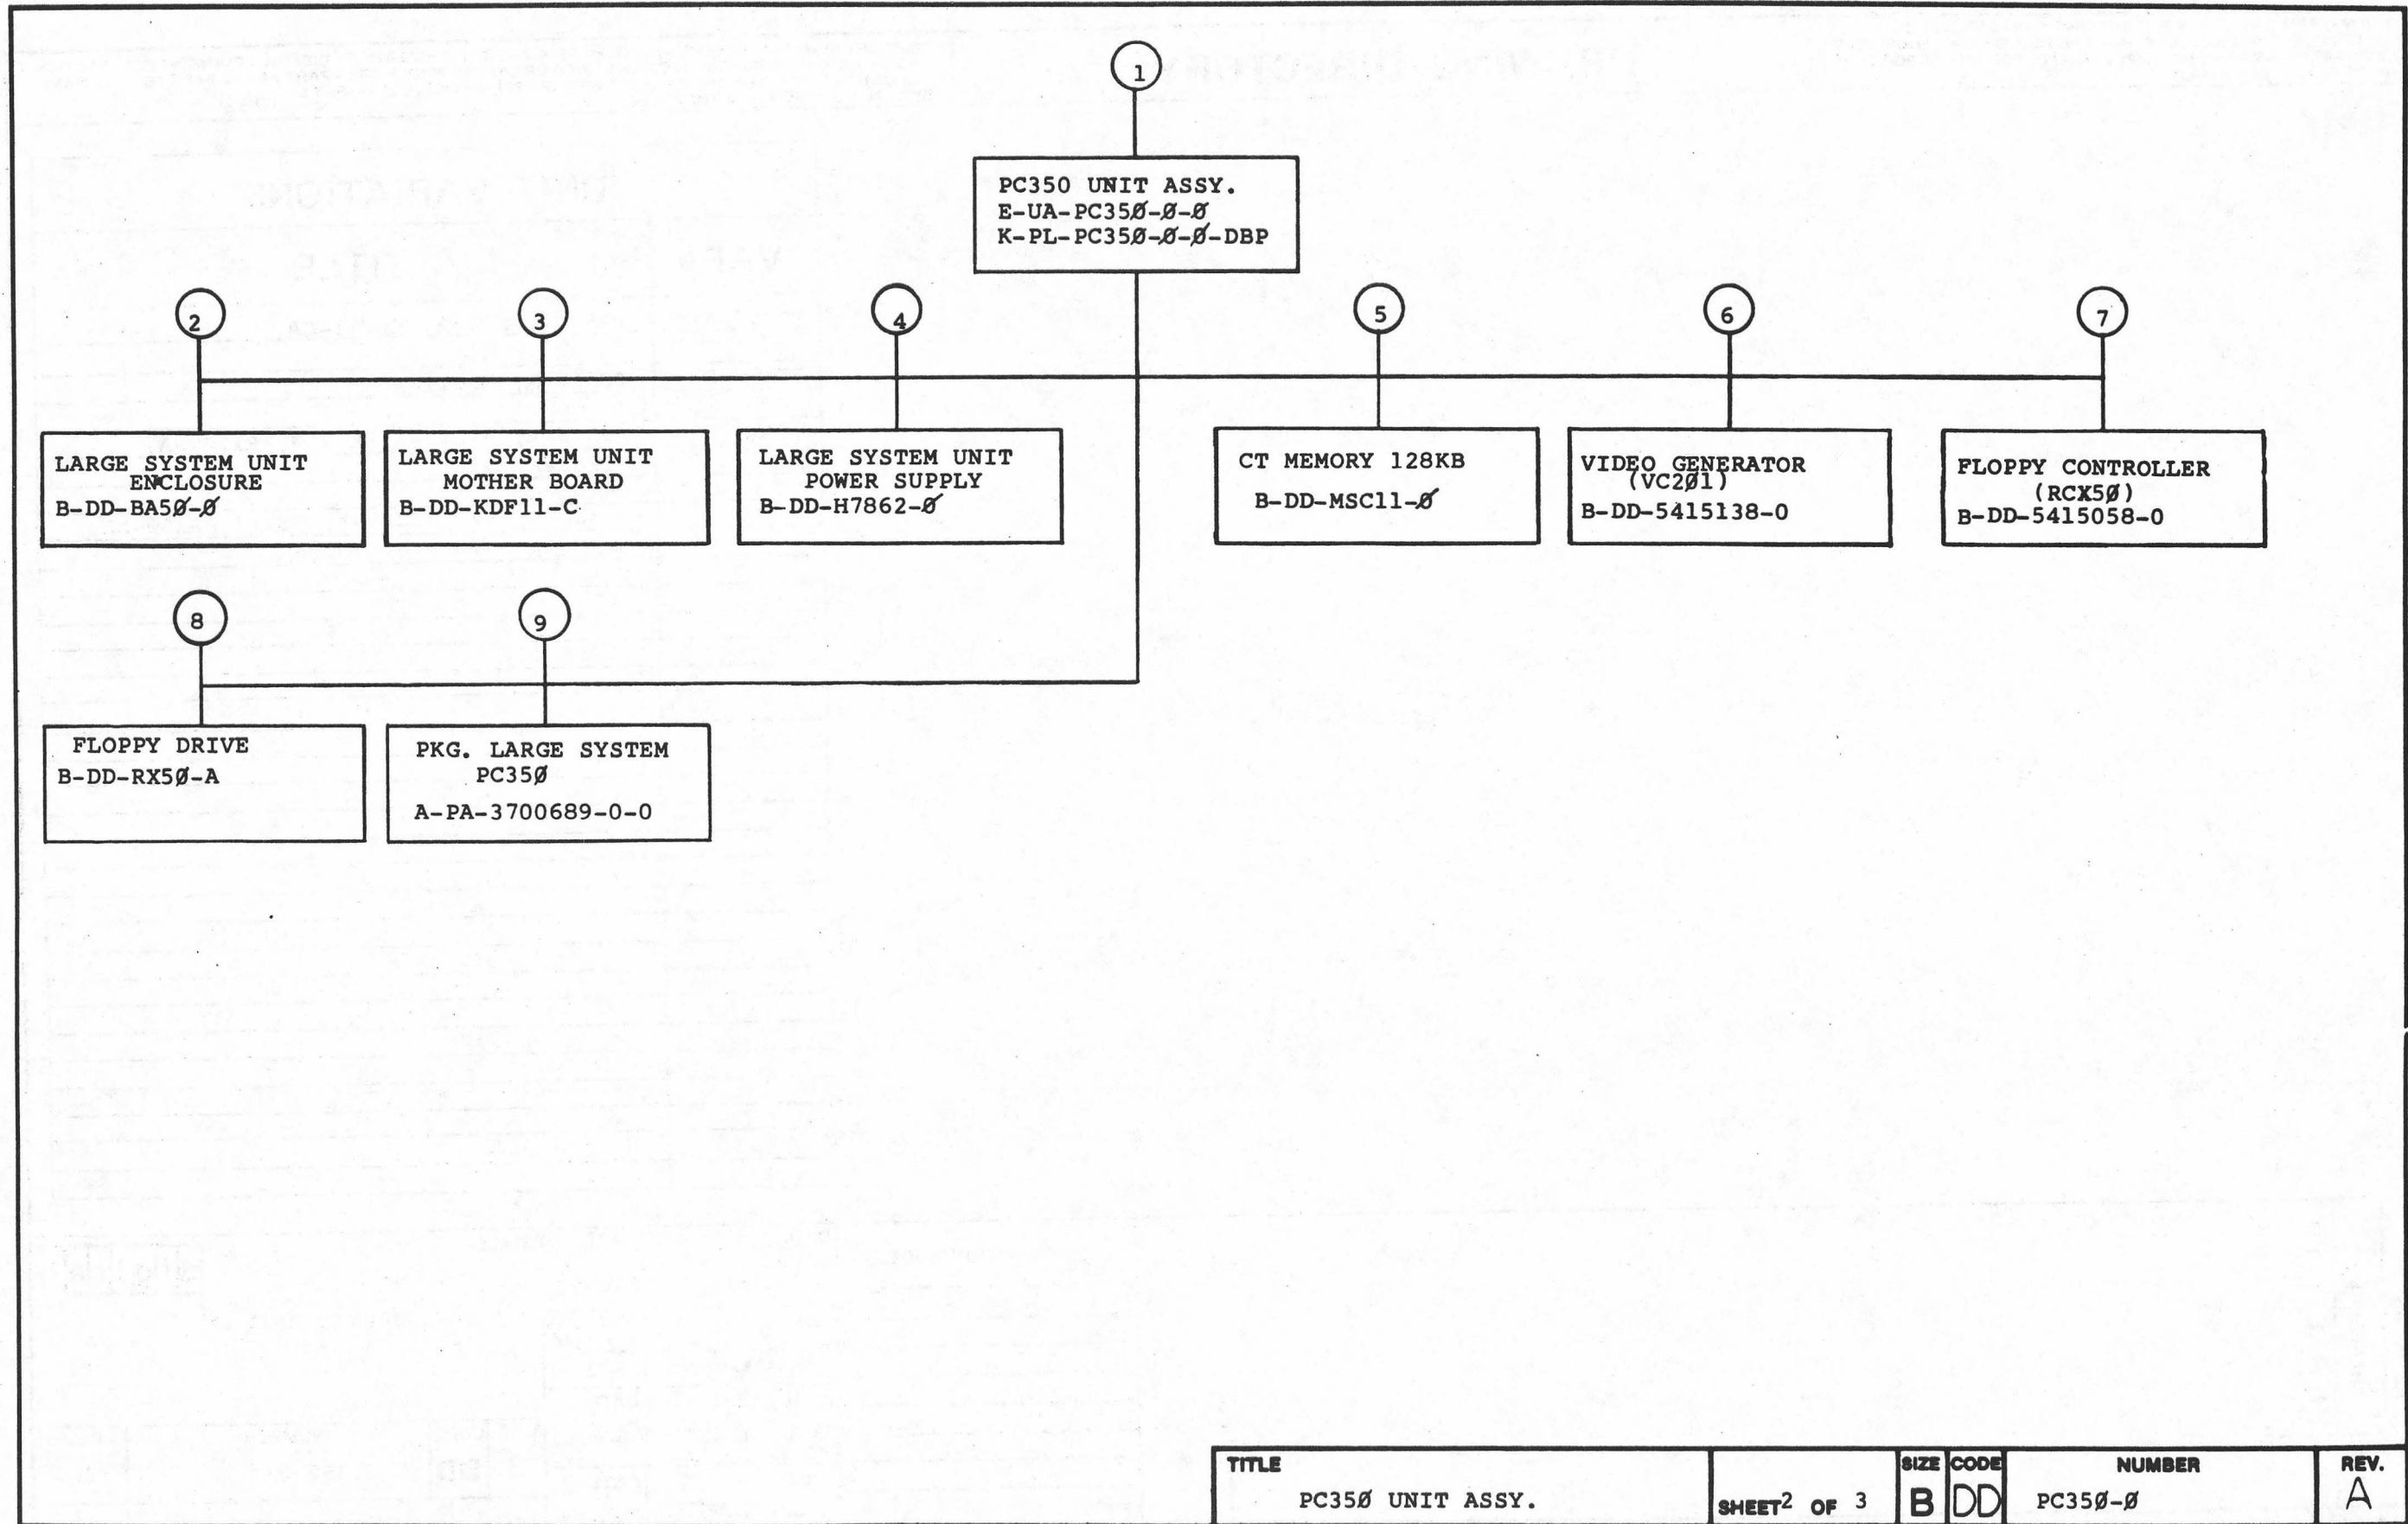 1
PC350 UNIT ASSY.
E-UA-PC35Ø-Ø-Ø
K-PL-PC35Ø-Ø-Ø-DBP
2
3
4
5
6
7
LARGE SYSTEM UNIT
ENCLOSURE
B-DD-BA5Ø-Ø
LARGE SYSTEM UNIT
MOTHER BOARD
B-DD-KDF11-C
LARGE SYSTEM UNIT
POWER SUPPLY
B-DD-H7862-Ø
CT MEMORY 128KB
B-DD-MSC11-Ø
VIDEO GENERATOR
(VC2Ø1)
B-DD-5415138-0
FLOPPY CONTROLLER
(RCX5Ø)
B-DD-5415058-0
8
9
FLOPPY DRIVE
B-DD-RX5Ø-A
PKG. LARGE SYSTEM
PC35Ø
A-PA-3700689-0-0
TITLE
PC35Ø UNIT ASSY.
SHEET 2 OF 3
SIZE
B
CODE
DD
NUMBER
PC35Ø-Ø
REV.
A